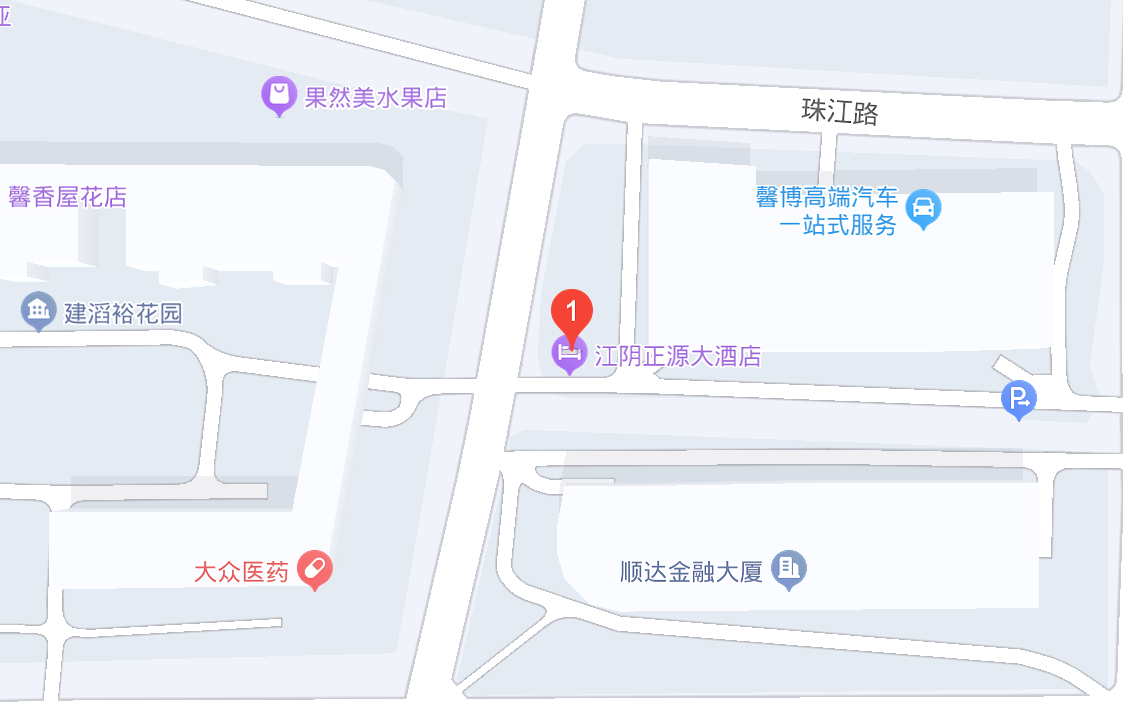 亚
果然美水果店
珠江路
馨香屋花店
馨博高端汽车
一站式服务
1
建滔裕花园
江阴正源大酒店
P
大众医药
顺达金融大厦